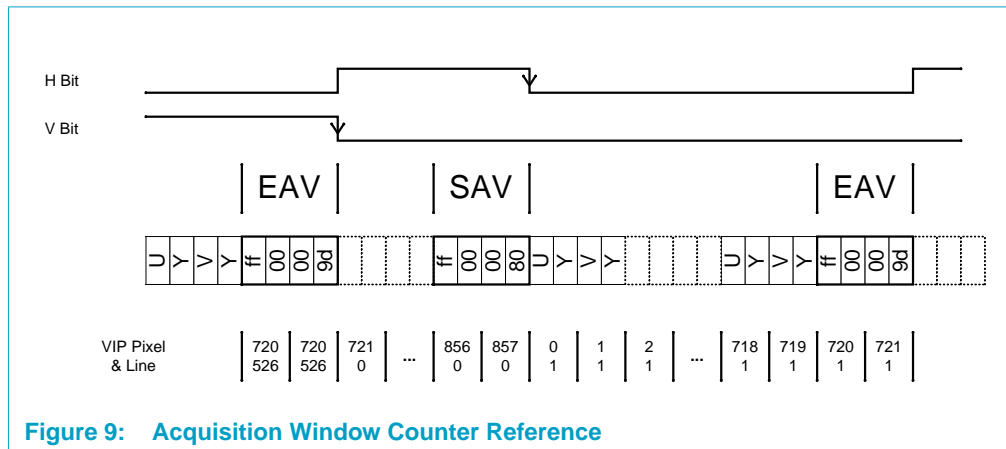 H Bit
V Bit
EAV SAV EAV
U Y V Y ff 00 00 9d ff 00 00 80 U Y V Y U Y V Y ff 00 00 9d
VIP Pixel 720 720 721 ... 856 857 0 1 2 ... 718 719 720 721
& Line 526 526 0 0 0 1 1 1 1 1 1 1
Figure 9: Acquisition Window Counter Reference